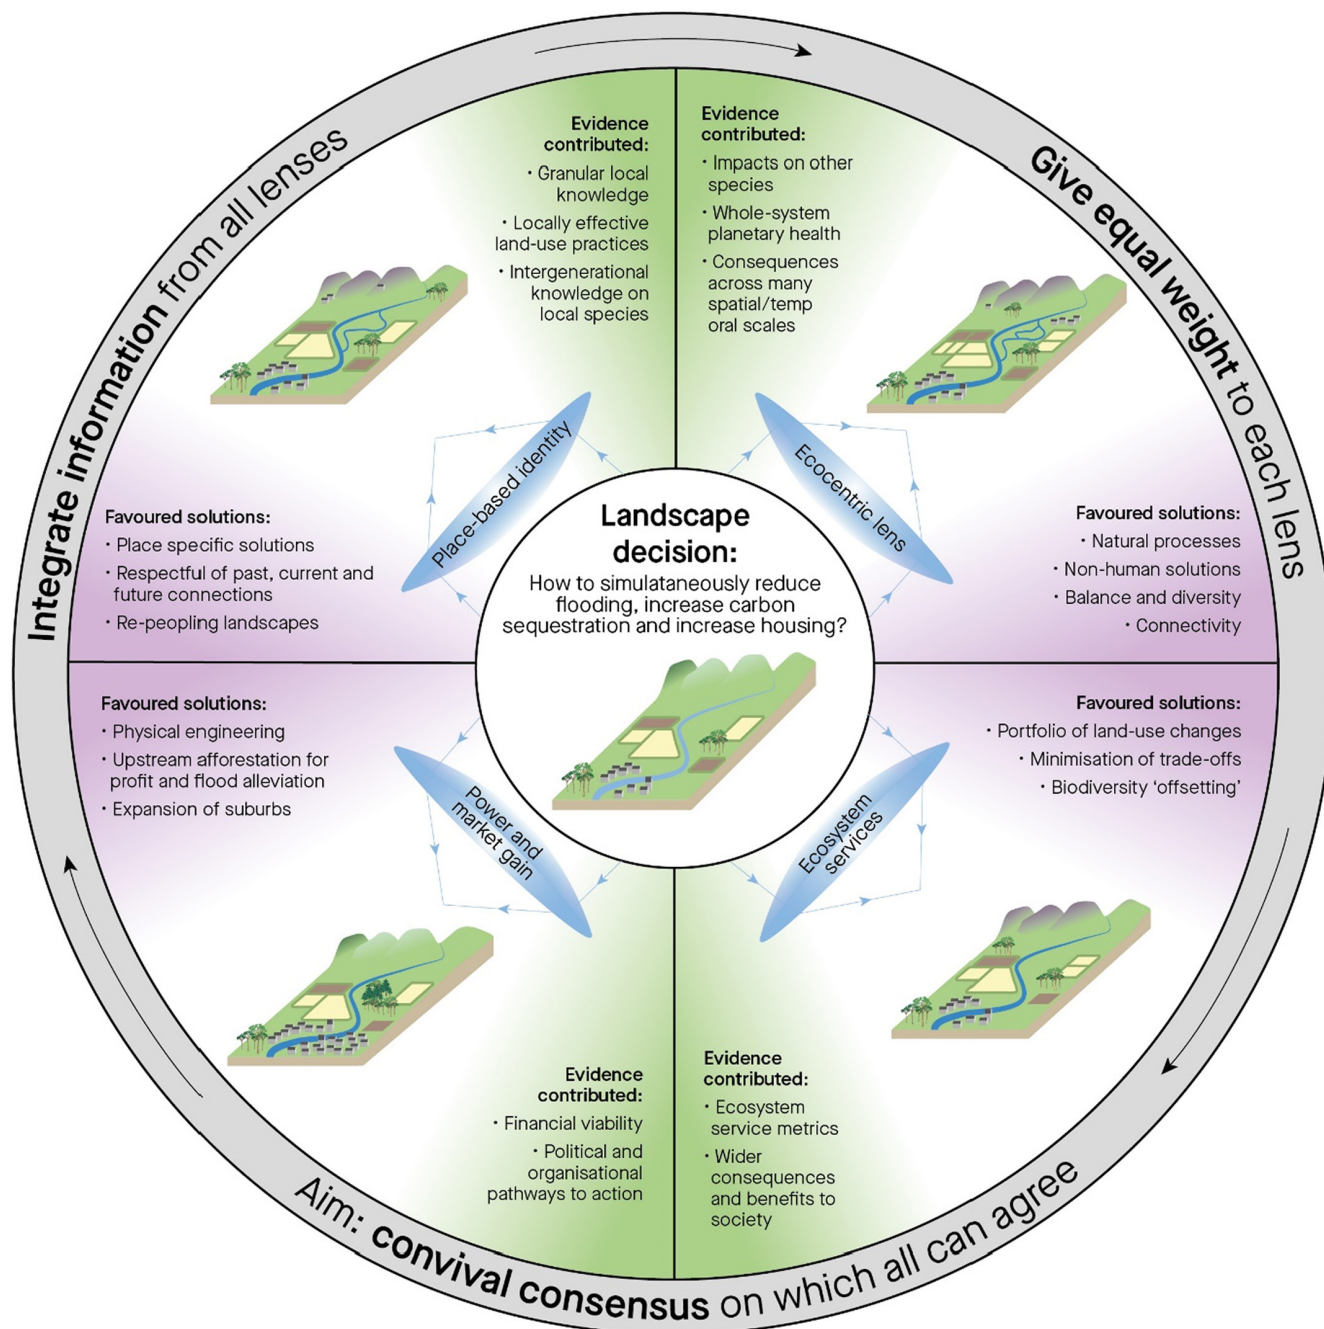 Integrate information from all lenses
Give equal weight to each lens
Aim: convival consensus on which all can agree
Evidence
contributed:
· Granular local
knowledge
· Locally effective
land-use practices
· Intergenerational
knowledge on
local species
Place-based identity
Favoured solutions:
· Place specific solutions
· Respectful of past, current and
future connections
· Re-peopling landscapes
Evidence
contributed:
· Impacts on other
species
· Whole-system
planetary health
· Consequences
across many
spatial/temp
oral scales
Ecocentric lens
Favoured solutions:
· Natural processes
· Non-human solutions
· Balance and diversity
· Connectivity
Landscape
decision:
How to simulataneously reduce
flooding, increase carbon
sequestration and increase housing?
Favoured solutions:
· Physical engineering
· Upstream afforestation for
profit and flood alleviation
· Expansion of suburbs
Power and
market gain
Evidence
contributed:
· Financial viability
· Political and
organisational
pathways to action
Favoured solutions:
· Portfolio of land-use changes
· Minimisation of trade-offs
· Biodiversity ‘offsetting’
Ecosystem
services
Evidence
contributed:
· Ecosystem
service metrics
· Wider
consequences
and benefits to
society